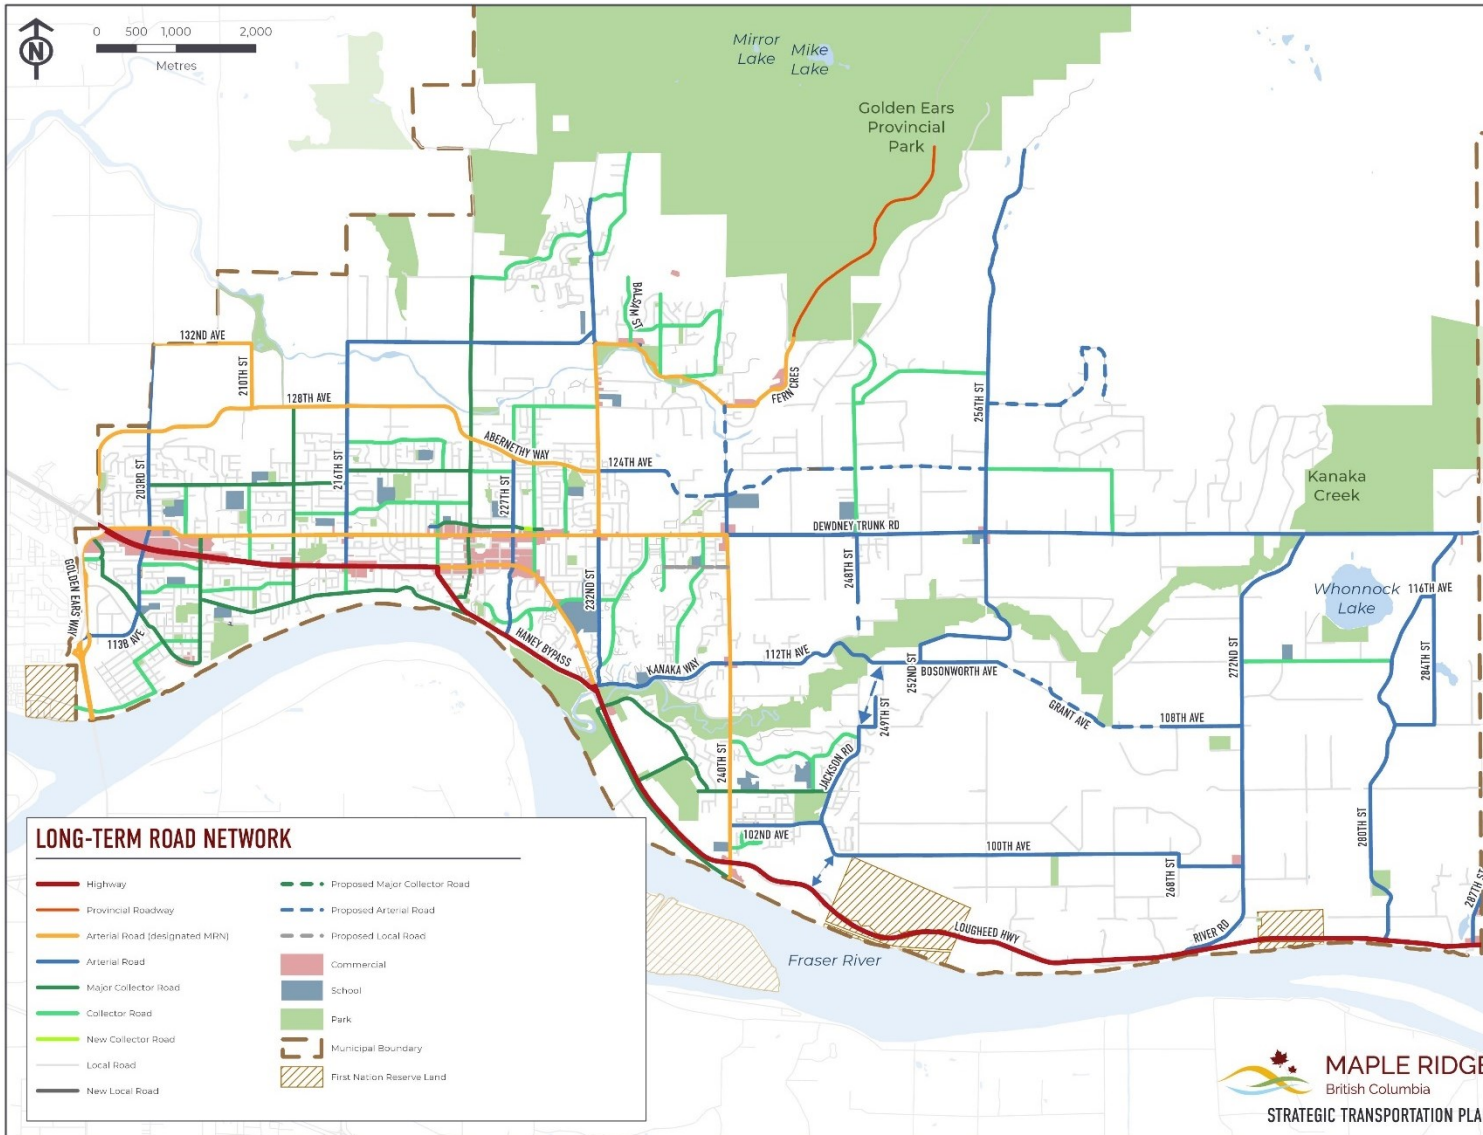 N
0 500 1,000 2,000
Metres
Mirror
Lake
Mike
Lake
Golden Ears
Provincial
Park
BALSAM ST
132ND AVE
210TH ST
FERN CRES
128TH AVE
256TH ST
ABERNETHY WAY
203RD ST
216TH ST
124TH AVE
227TH ST
Kanaka
Creek
DEWDNEY TRUNK RD
248TH ST
GOLDEN EARS WAY
232ND ST
Whonnock
Lake
116TH AVE
113B AVE
HANEY BYPASS
KANAKA WAY
112TH AVE
252ND ST
BOSONWORTH AVE
272ND ST
284TH ST
249TH ST
GRANT AVE
108TH AVE
240TH ST
JACKSON RD
102ND AVE
100TH AVE
268TH ST
280TH ST
287TH ST
RIVER RD
LOUGHEED HWY
Fraser River
LONG-TERM ROAD NETWORK
Highway
Provincial Roadway
Arterial Road (designated MRN)
Arterial Road
Major Collector Road
Collector Road
New Collector Road
Local Road
New Local Road
Proposed Major Collector Road
Proposed Arterial Road
Proposed Local Road
Commercial
School
Park
Municipal Boundary
First Nation Reserve Land
MAPLE RIDGE
British Columbia
STRATEGIC TRANSPORTATION PLA